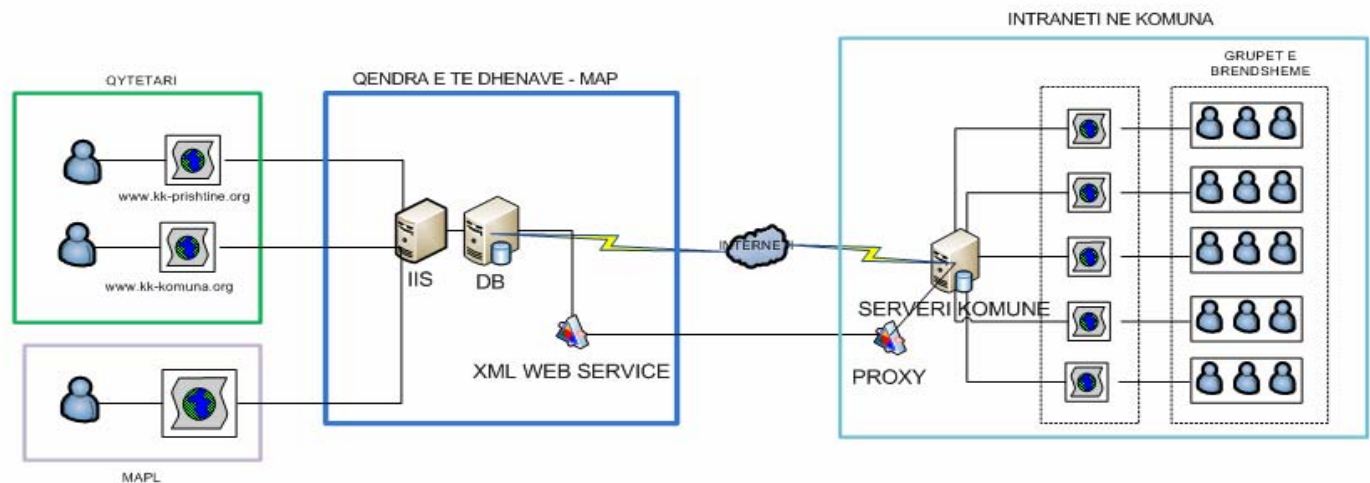 INTRANETI NE KOMUNA
GRUPET E
BRENDSHEME
QYTETARI
QENDRA E TE DHENAVE - MAP
www.kk-prishtine.org
www.kk-komuna.org
IIS
DB
INTERNETI
SERVERI KOMUNE
XML WEB SERVICE
PROXY
MAPL